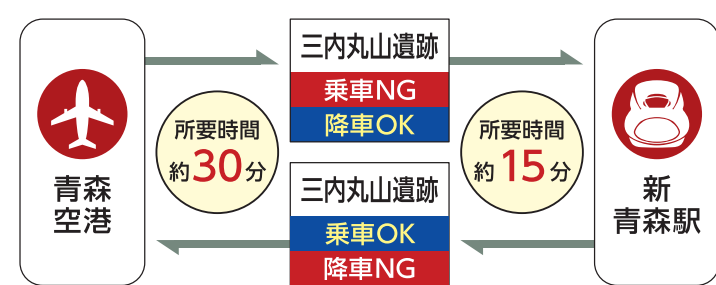 青森
空港
所要時間
約30分
三内丸山遺跡
乗車NG
降車OK
三内丸山遺跡
乗車OK
降車NG
所要時間
約15分
新
青森駅